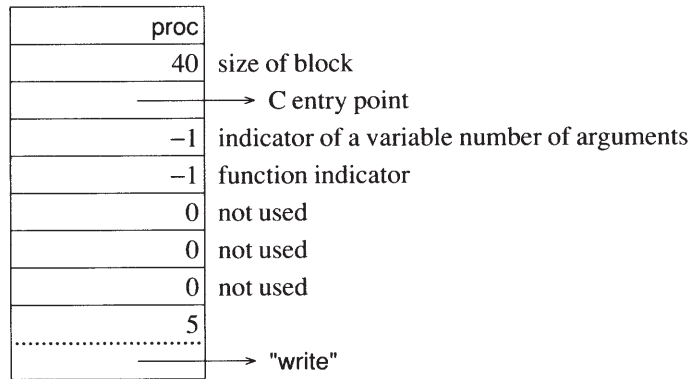 proc
40 size of block
C entry point
−1 indicator of a variable number of arguments
−1 function indicator
0 not used
0 not used
0 not used
5
"write"